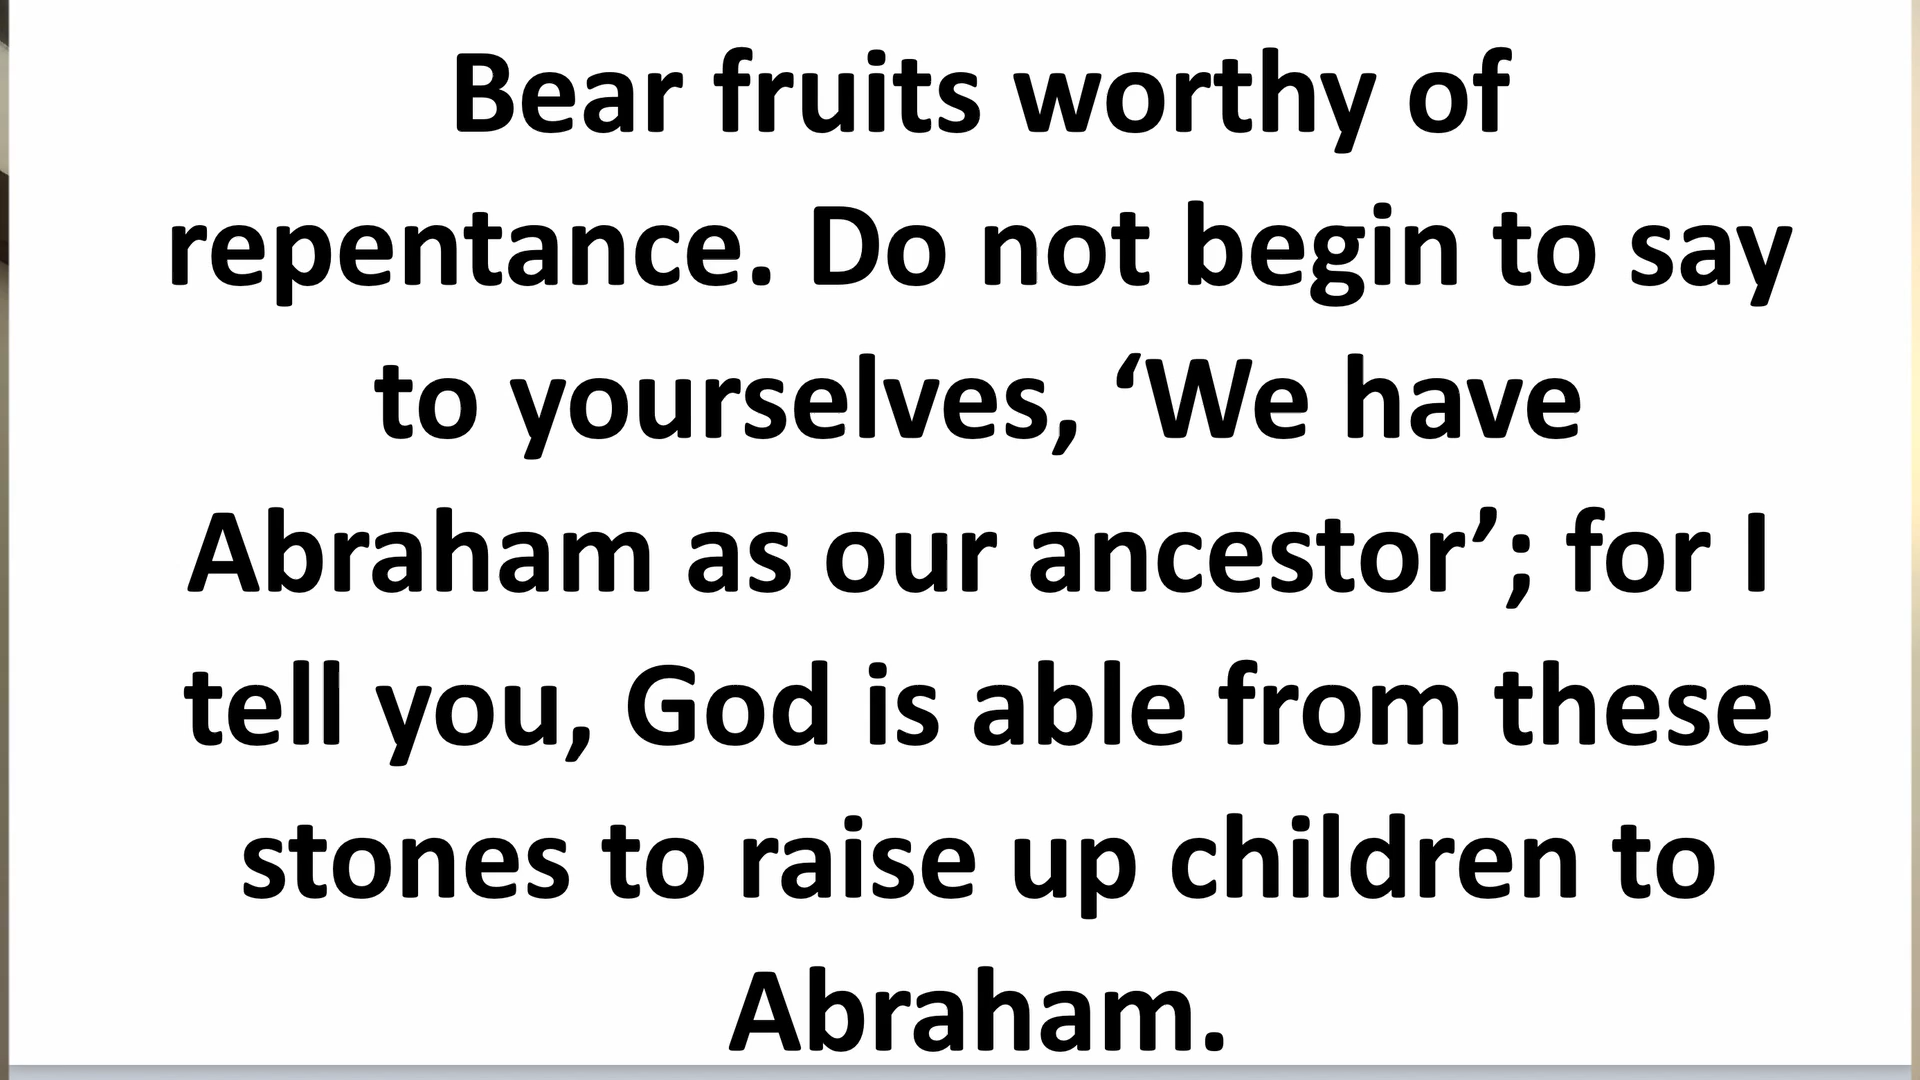 Bear fruits worthy of
repentance. Do not begin to say
to yourselves, ‘We have
Abraham as our ancestor’; for I
tell you, God is able from these
stones to raise up children to
Abraham.